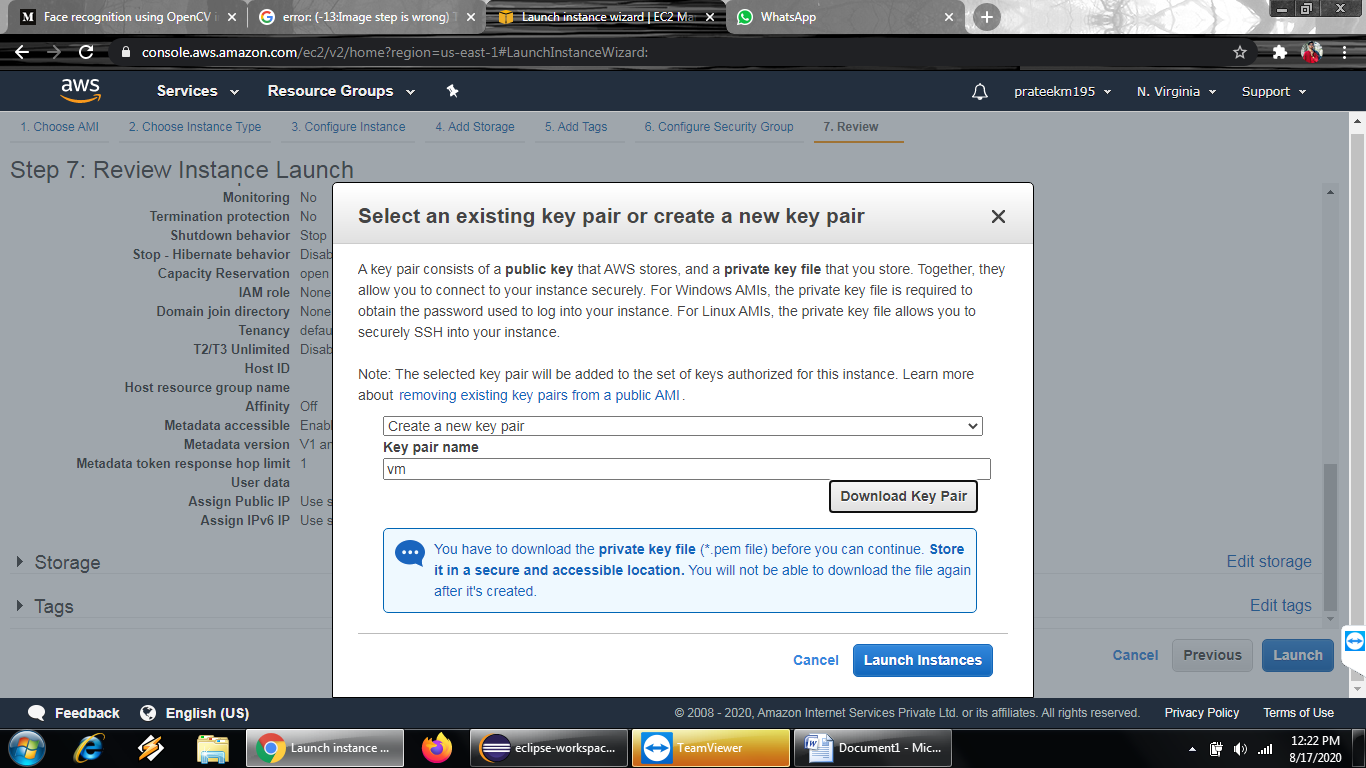 Face recognition using OpenCV in
error: (-13:Image step is wrong) T
Launch instance wizard | EC2 Ma
WhatsApp
console.aws.amazon.com/ec2/v2/home?region=us-east-1#LaunchInstanceWizard:
aws
Services
Resource Groups
prateekm195
N. Virginia
Support
1. Choose AMI
2. Choose Instance Type
3. Configure Instance
4. Add Storage
5. Add Tags
6. Configure Security Group
7. Review
Step 7: Review Instance Launch
Monitoring No
Termination protection No
Shutdown behavior Stop
Stop - Hibernate behavior Disab
Capacity Reservation open
IAM role None
Domain join directory None
Tenancy defau
T2/T3 Unlimited Disab
Host ID
Host resource group name
Affinity Off
Metadata accessible Enabl
Metadata version V1 an
Metadata token response hop limit 1
User data
Assign Public IP Use s
Assign IPv6 IP Use s
Storage
Edit storage
Tags
Edit tags
Cancel
Previous
Launch
Select an existing key pair or create a new key pair
A key pair consists of a public key that AWS stores, and a private key file that you store. Together, they
allow you to connect to your instance securely. For Windows AMIs, the private key file is required to
obtain the password used to log into your instance. For Linux AMIs, the private key file allows you to
securely SSH into your instance.
Note: The selected key pair will be added to the set of keys authorized for this instance. Learn more
about removing existing key pairs from a public AMI.
Create a new key pair
Key pair name
vm
Download Key Pair
You have to download the private key file (*.pem file) before you can continue. Store
it in a secure and accessible location. You will not be able to download the file again
after it's created.
Cancel
Launch Instances
Feedback
English (US)
© 2008 - 2020, Amazon Internet Services Private Ltd. or its affiliates. All rights reserved.
Privacy Policy
Terms of Use
Launch instance ...
eclipse-workspac...
TeamViewer
Document1 - Mic...
12:22 PM
8/17/2020